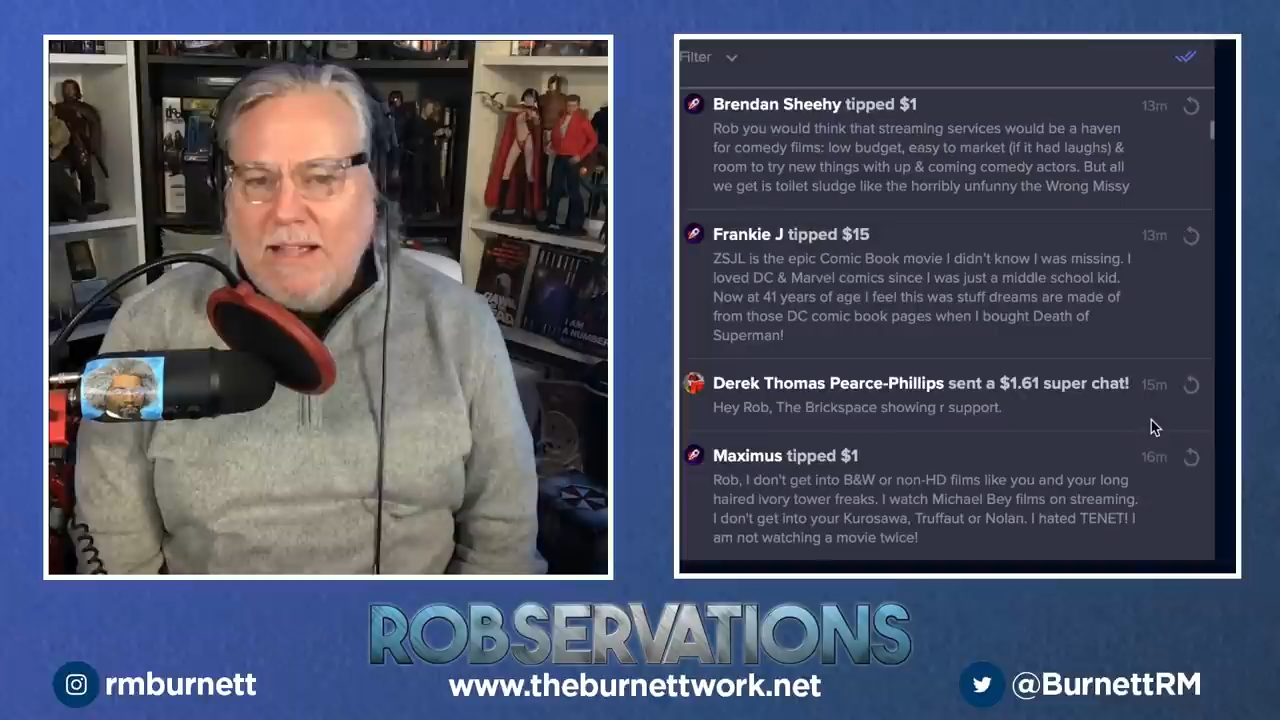 DAWN
DEAD
I AM
A NUMBER
Filter
Brendan Sheehy tipped $1
13m
Rob you would think that streaming services would be a haven
for comedy films: low budget, easy to market (if it had laughs) &
room to try new things with up & coming comedy actors. But all
we get is toilet sludge like the horribly unfunny the Wrong Missy
Frankie J tipped $15
13m
ZSJL is the epic Comic Book movie I didn't know I was missing. I
loved DC & Marvel comics since I was just a middle school kid.
Now at 41 years of age I feel this was stuff dreams are made of
from those DC comic book pages when I bought Death of
Superman!
Derek Thomas Pearce-Phillips sent a $1.61 super chat!
15m
Hey Rob, The Brickspace showing r support.
Maximus tipped $1
16m
Rob, I don't get into B&W or non-HD films like you and your long
haired ivory tower freaks. I watch Michael Bey films on streaming.
I don't get into your Kurosawa, Truffaut or Nolan. I hated TENET! I
am not watching a movie twice!
ROBSERVATIONS
rmburnett
www.theburnettwork.net
@BurnettRM